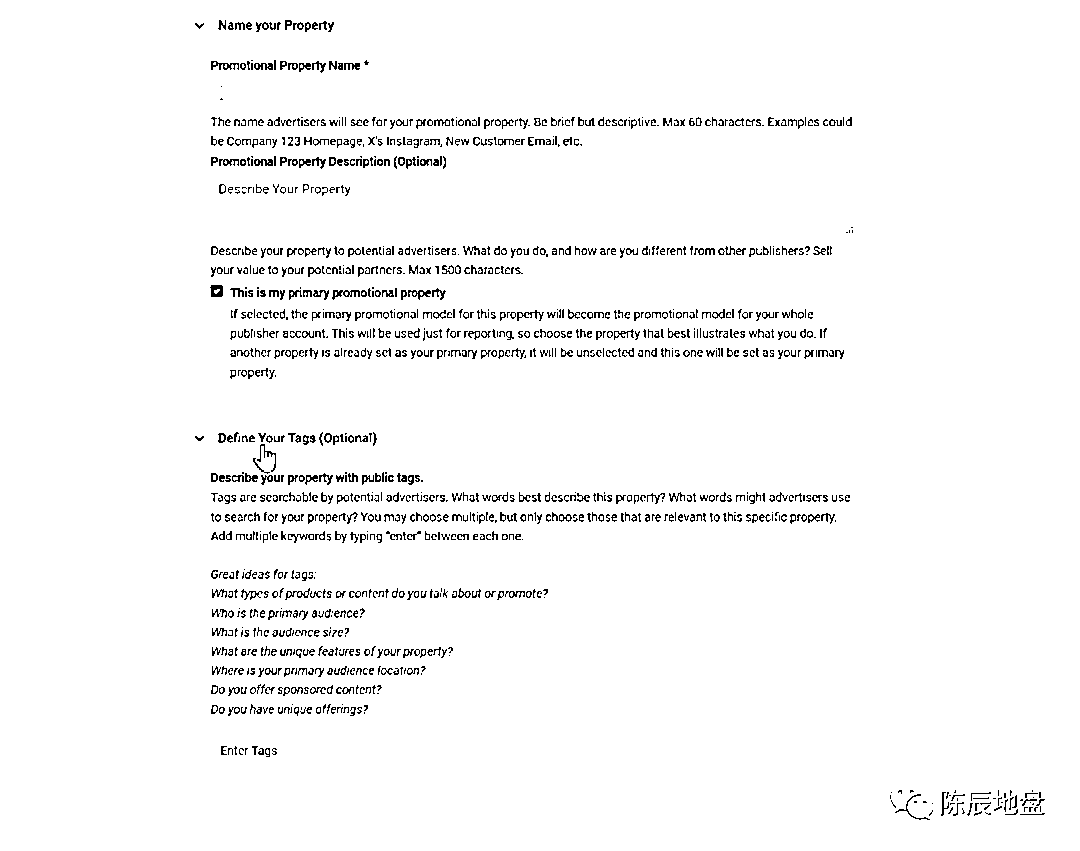 Name your Property
Promotional Property Name *
The name advertisers will see for your promotional property. Be brief but descriptive. Max 60 characters. Examples could
be Company 123 Homepage, X's Instagram, New Customer Email, etc.
Promotional Property Description (Optional)
Describe Your Property
Describe your property to potential advertisers. What do you do, and how are you different from other publishers? Sell
your value to your potential partners. Max 1500 characters.
This is my primary promotional property
If selected, the primary promotional model for this property will become the promotional model for your whole
publisher account. This will be used just for reporting, so choose the property that best illustrates what you do. If
another property is already set as your primary property, it will be unselected and this one will be set as your primary
property.
Define Your Tags (Optional)
Describe your property with public tags.
Tags are searchable by potential advertisers. What words best describe this property? What words might advertisers use
to search for your property? You may choose multiple, but only choose those that are relevant to this specific property.
Add multiple keywords by typing "enter" between each one.
Great ideas for tags:
What types of products or content do you talk about or promote?
Who is the primary audience?
What is the audience size?
What are the unique features of your property?
Where is your primary audience location?
Do you offer sponsored content?
Do you have unique offerings?
Enter Tags
陈辰地盘